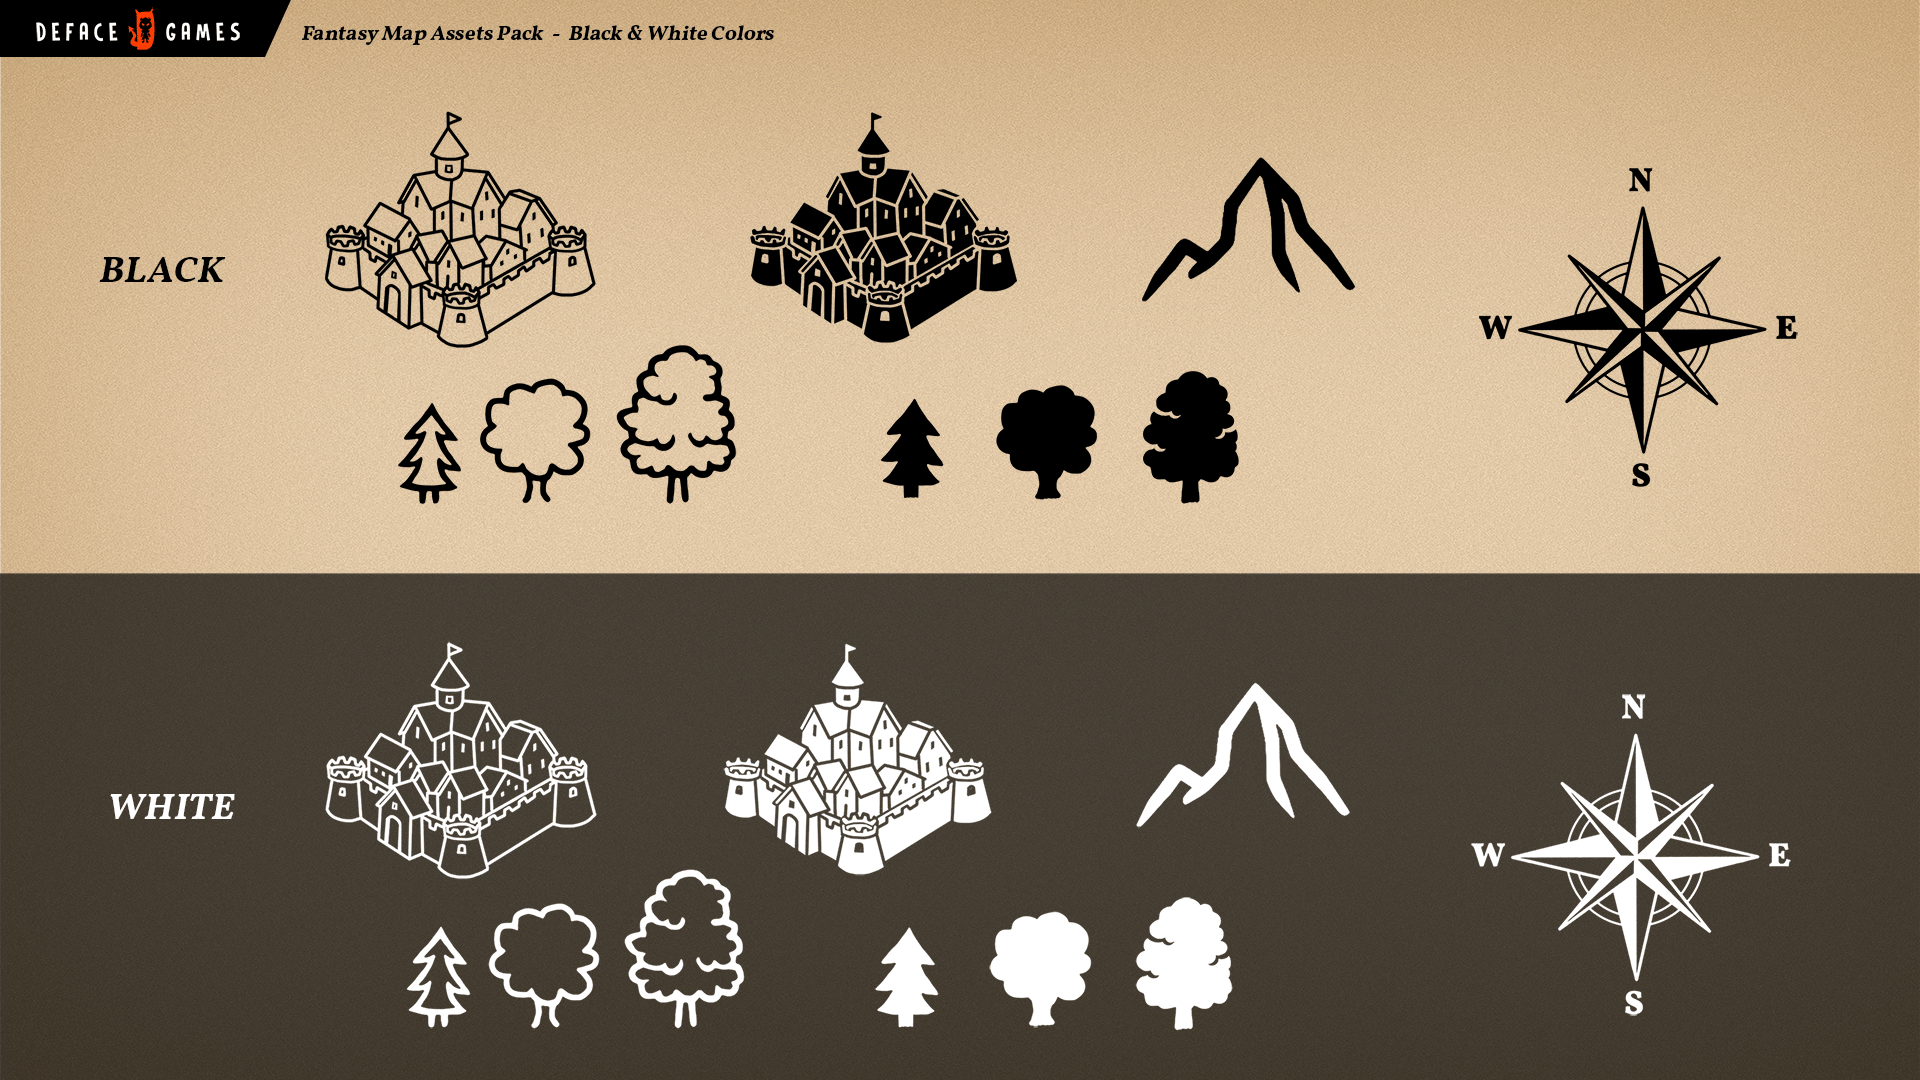 DEFACE GAMES
Fantasy Map Assets Pack - Black & White Colors
BLACK
N
W E
S
WHITE
N
W E
S